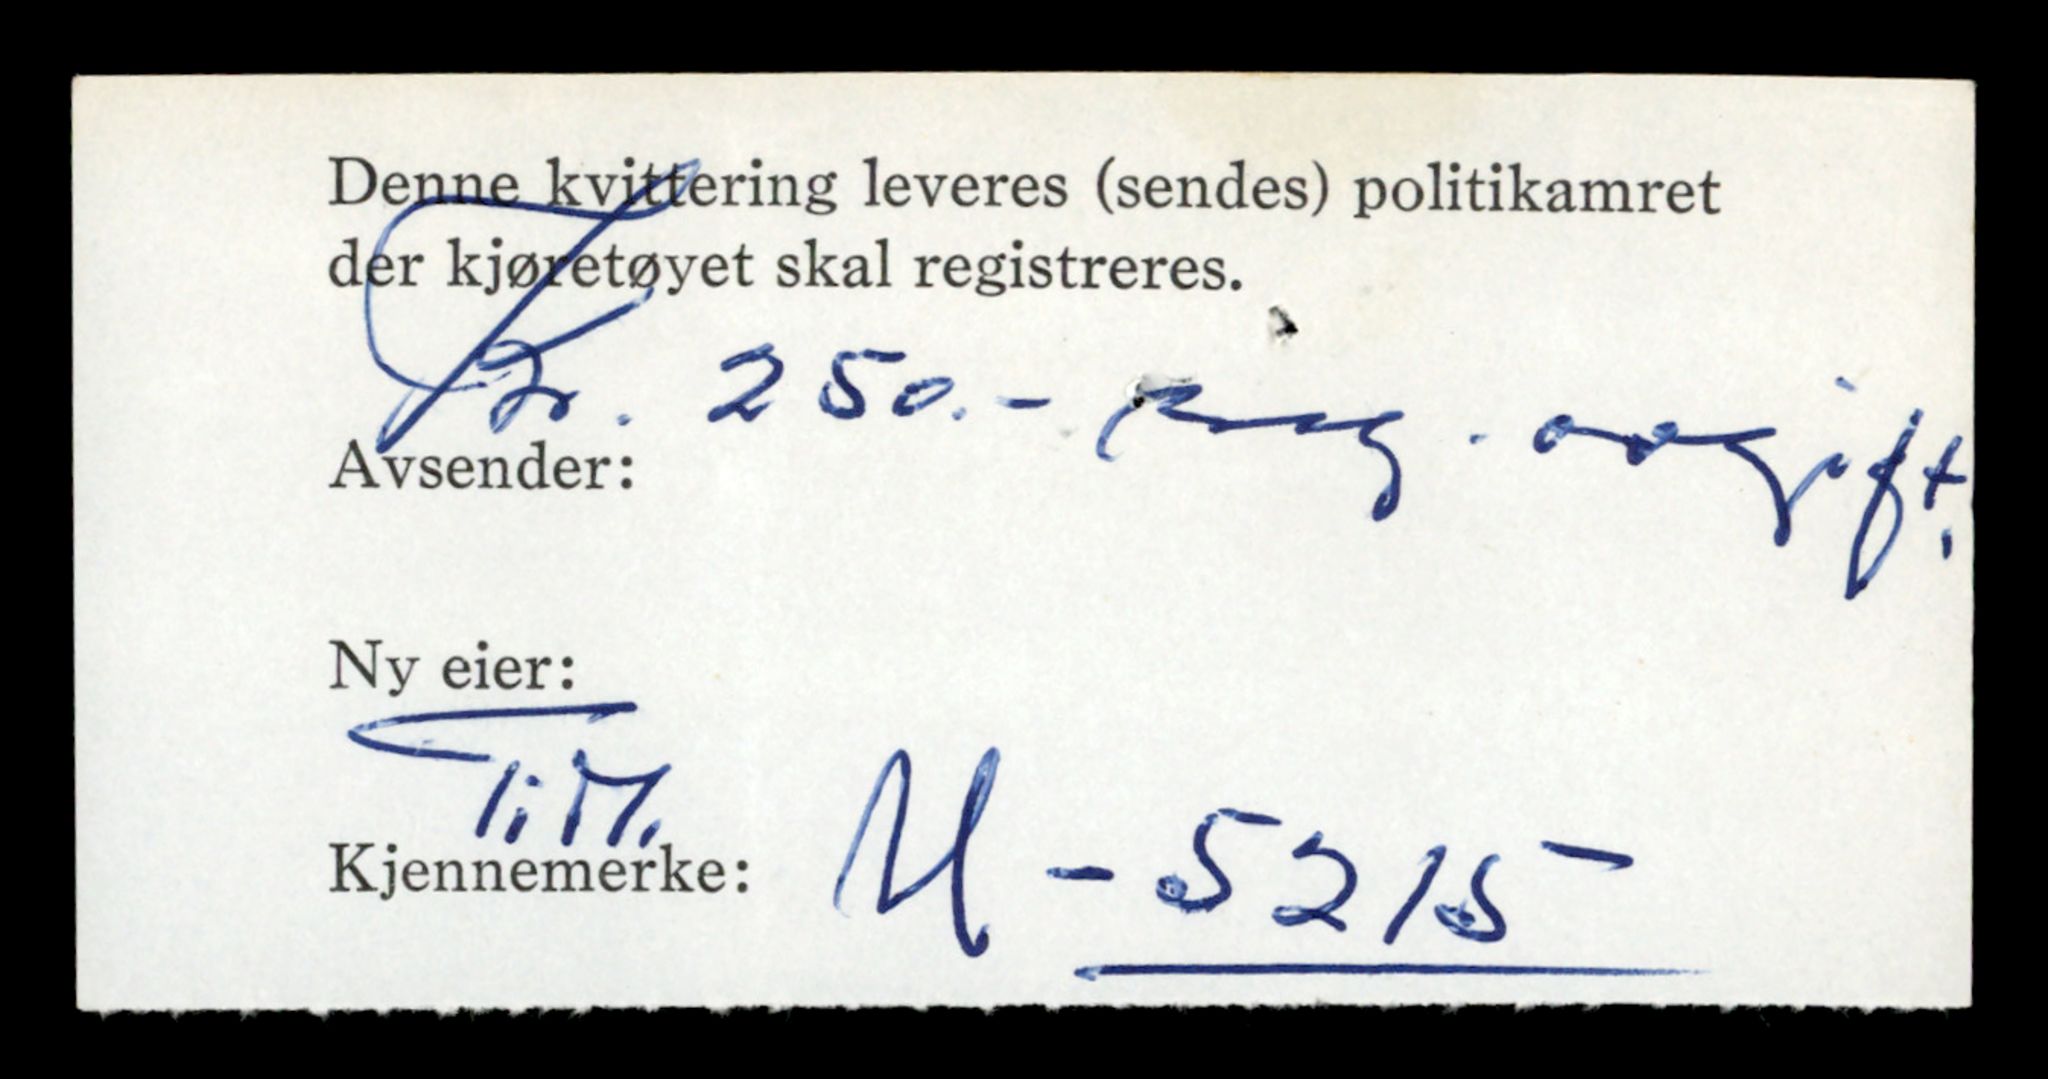 Denne kvittering leveres (sendes) politikamret
der kjøretøyet skal registreres.
Kr. 250.- reg. avgift.
Avsender:
Ny eier:
T.M.
Kjennemerke: U - 5215